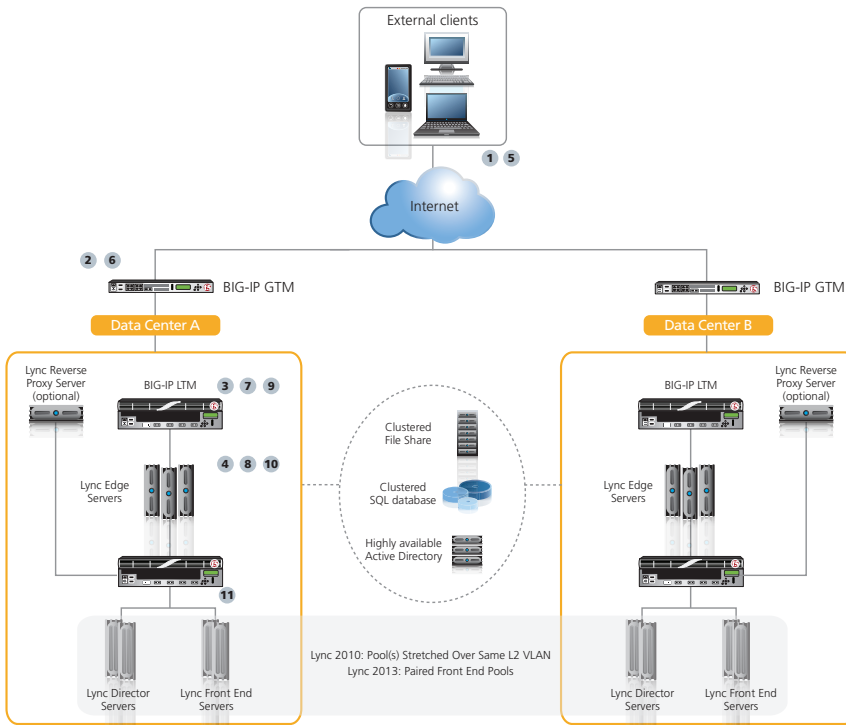 External clients
1 5
Internet
2 6
BIG-IP GTM
BIG-IP GTM
Data Center A
Data Center B
Lync Reverse
Proxy Server
(optional)
BIG-IP LTM
3 7 9
Clustered
File Share
Clustered
SQL database
Highly available
Active Directory
BIG-IP LTM
Lync Reverse
Proxy Server
(optional)
4 8 10
Lync Edge
Servers
Lync Edge
Servers
11
Lync 2010: Pool(s) Stretched Over Same L2 VLAN
Lync 2013: Paired Front End Pools
Lync Director
Servers
Lync Front End
Servers
Lync Director
Servers
Lync Front End
Servers